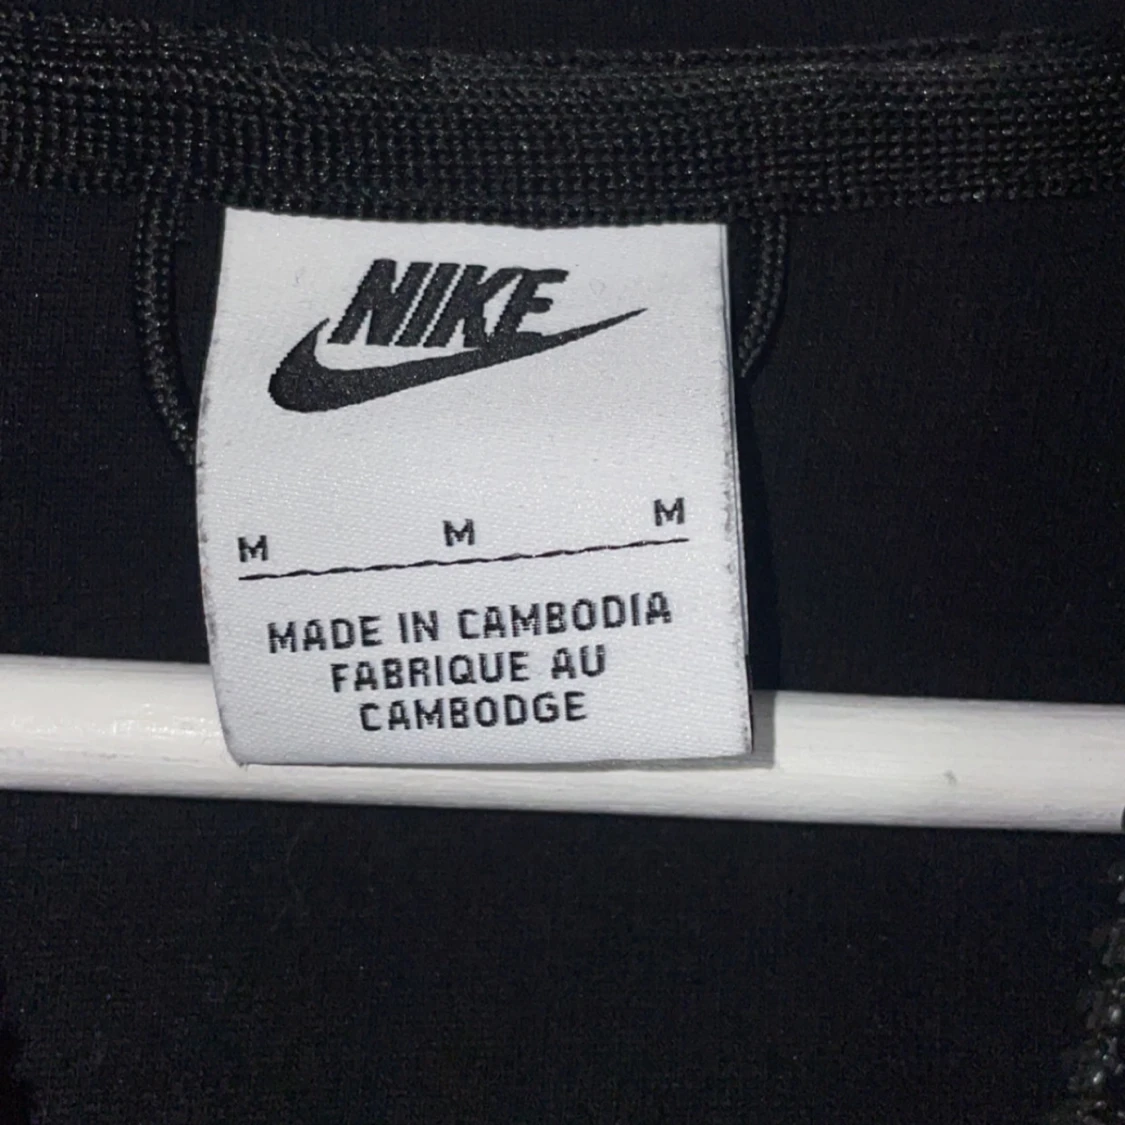 NIKE
M M M
MADE IN CAMBODIA
FABRIQUE AU
CAMBODGE